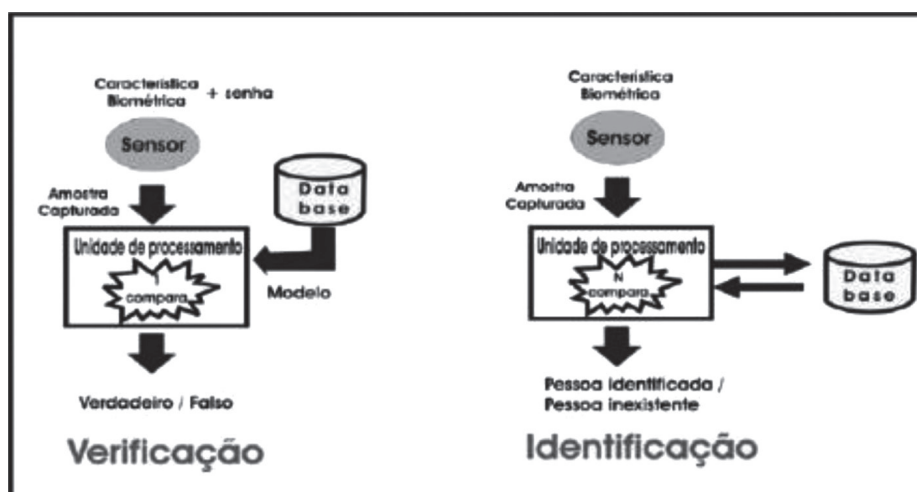 Característica
Biométrica + senha
Sensor
Amostra
Capturada
Data
base
Unidade de processamento
1
compara
Modelo
Verdadeiro / Falso
Verificação
Característica
Biométrica
Sensor
Amostra
Capturada
Unidade de processamento
N
compara
Data
base
Pessoa identificada /
Pessoa inexistente
Identificação